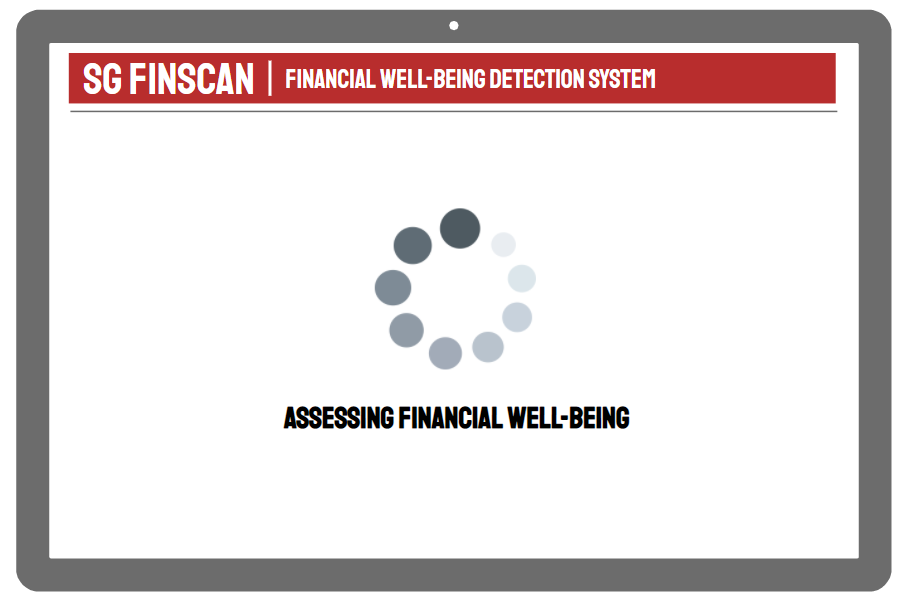 SG FINSCAN | FINANCIAL WELL-BEING DETECTION SYSTEM
ASSESSING FINANCIAL WELL-BEING